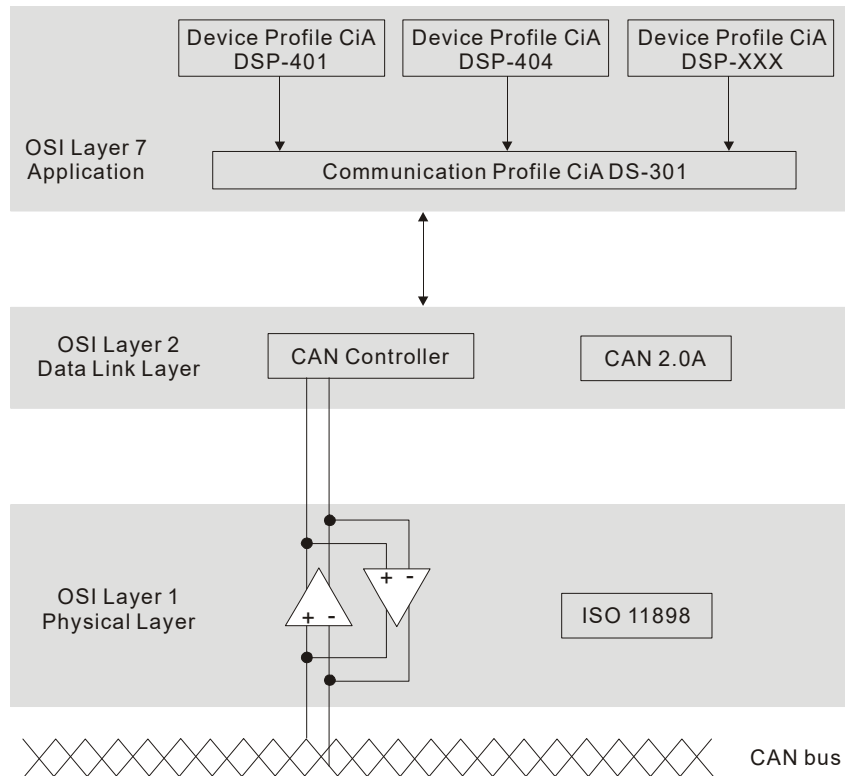 Device Profile CiA
DSP-401
Device Profile CiA
DSP-404
Device Profile CiA
DSP-XXX
OSI Layer 7
Application
Communication Profile CiA DS-301
OSI Layer 2
Data Link Layer
CAN Controller
CAN 2.0A
+ -
OSI Layer 1
Physical Layer
+ -
ISO 11898
CAN bus